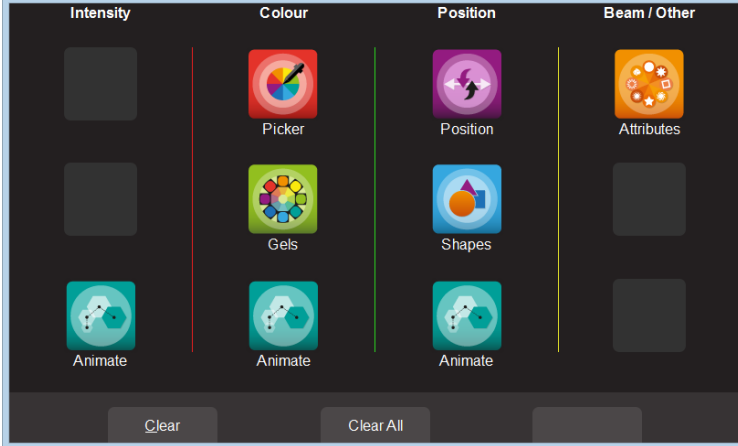 Intensity Colour Position Beam / Other
Picker Position Attributes
Gels Shapes
Animate Animate Animate
Clear Clear All